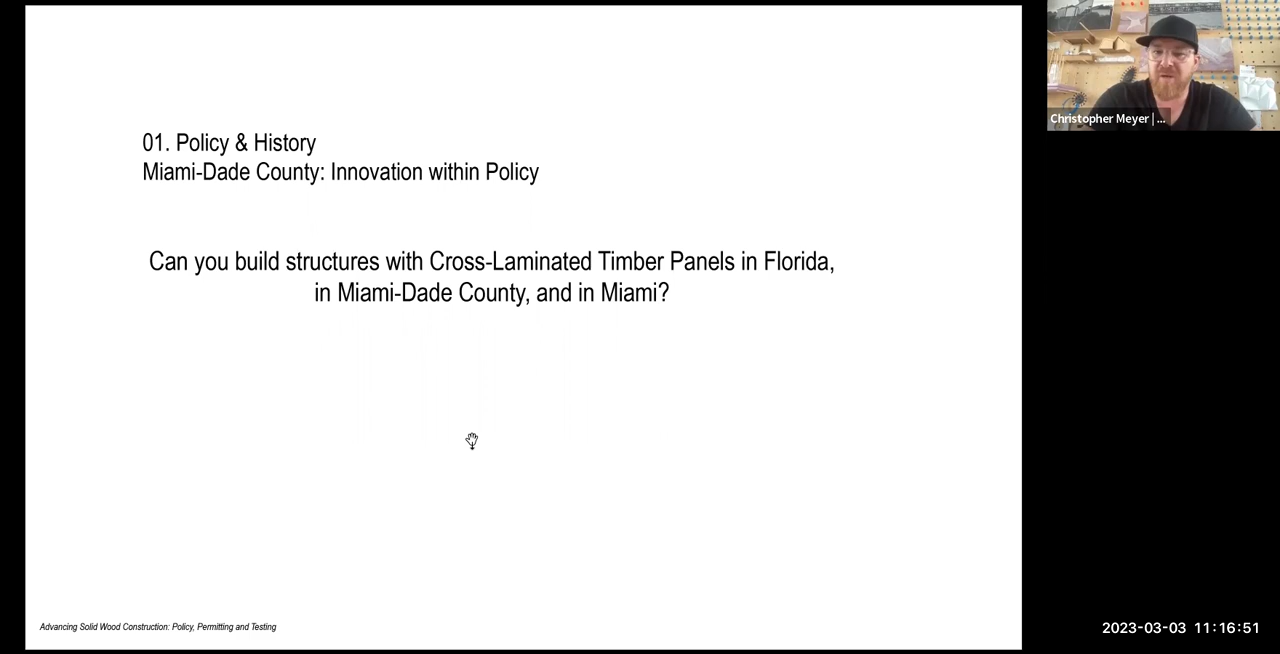 01. Policy & History
Miami-Dade County: Innovation within Policy
Can you build structures with Cross-Laminated Timber Panels in Florida,
in Miami-Dade County, and in Miami?
Advancing Solid Wood Construction: Policy, Permitting and Testing
Christopher Meyer | ...
2023-03-03 11:16:51